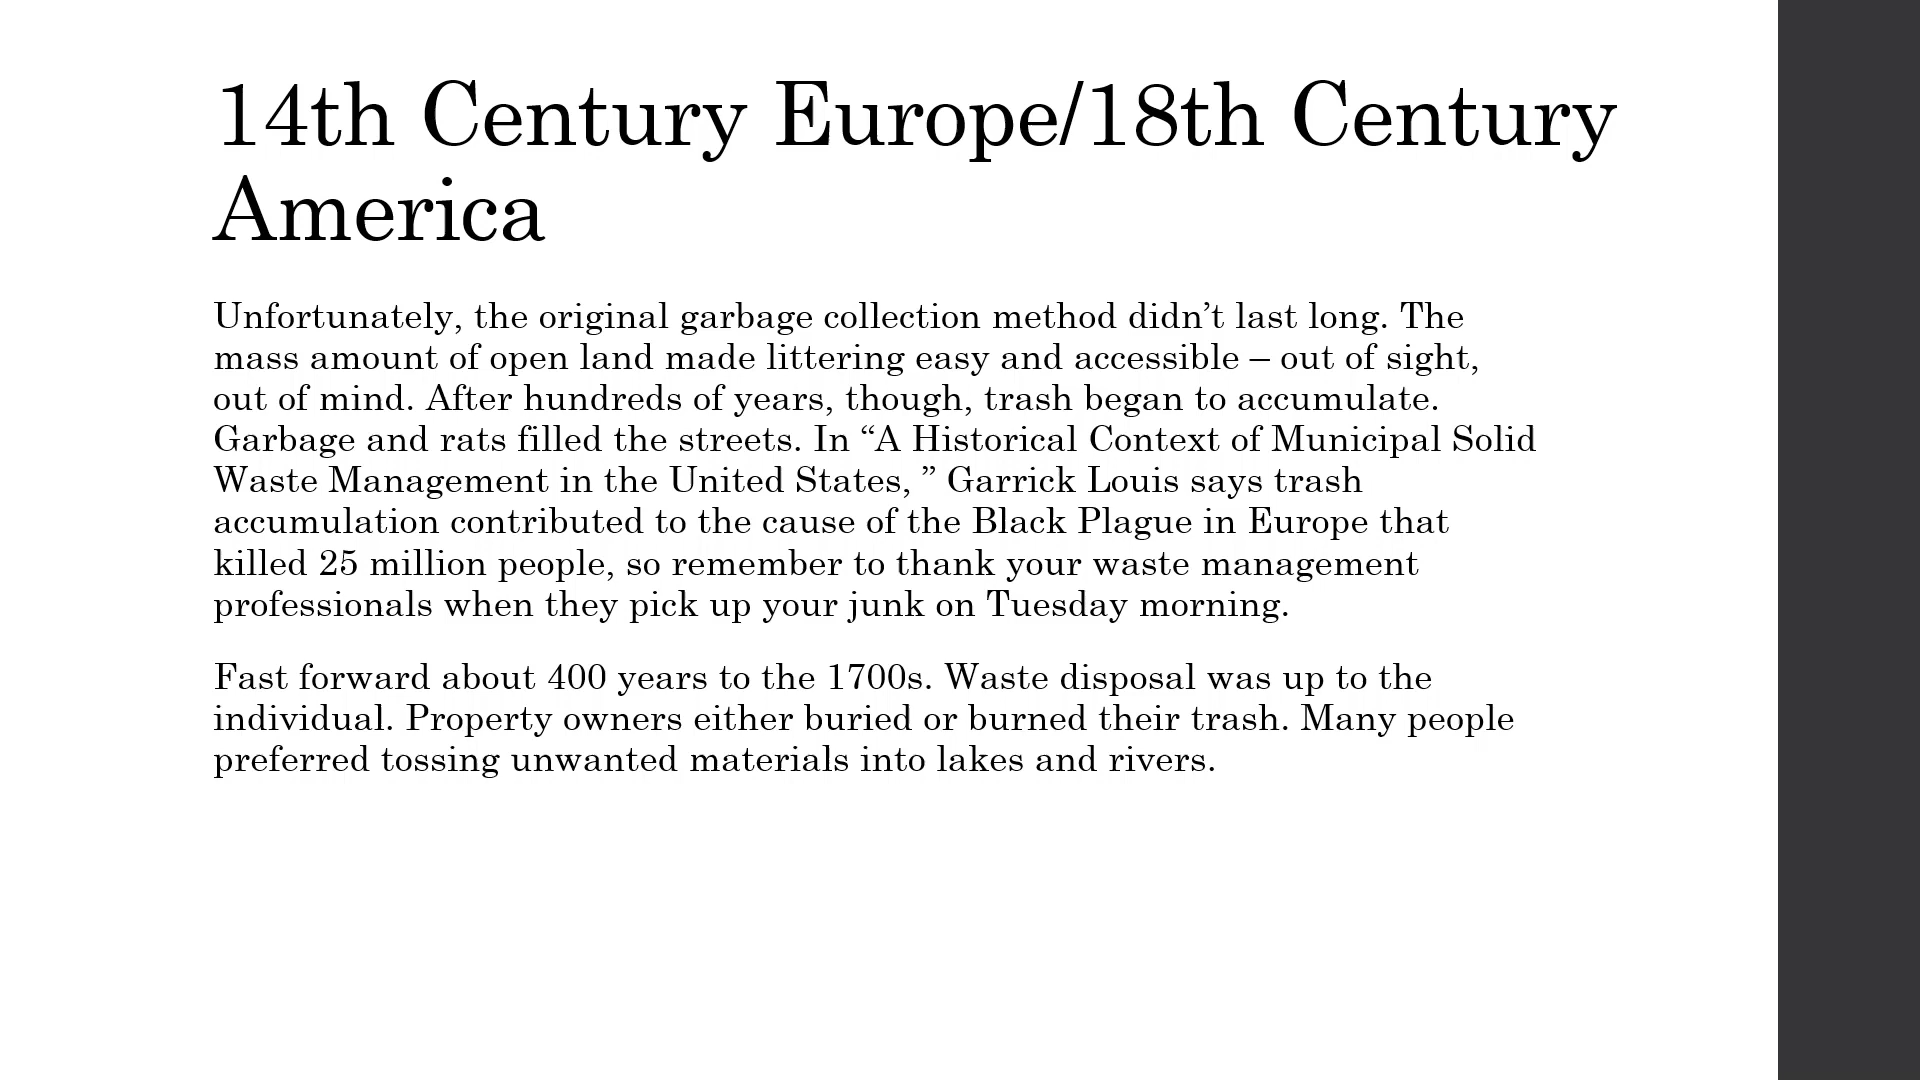 14th Century Europe/18th Century
America
Unfortunately, the original garbage collection method didn’t last long. The
mass amount of open land made littering easy and accessible – out of sight,
out of mind. After hundreds of years, though, trash began to accumulate.
Garbage and rats filled the streets. In “A Historical Context of Municipal Solid
Waste Management in the United States, ” Garrick Louis says trash
accumulation contributed to the cause of the Black Plague in Europe that
killed 25 million people, so remember to thank your waste management
professionals when they pick up your junk on Tuesday morning.
Fast forward about 400 years to the 1700s. Waste disposal was up to the
individual. Property owners either buried or burned their trash. Many people
preferred tossing unwanted materials into lakes and rivers.